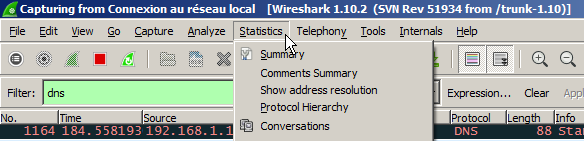 Capturing from Connexion au réseau local [Wireshark 1.10.2 (SVN Rev 51934 from /trunk-1.10)]
File Edit View Go Capture Analyze Statistics Telephony Tools Internals Help
Summary
Comments Summary
Filter: dns Show address resolution Expression... Clear Apply
Protocol Hierarchy
No. Time Source Protocol Length Info
1164 184.558193 192.168.1.1 Conversations DNS 88 Star